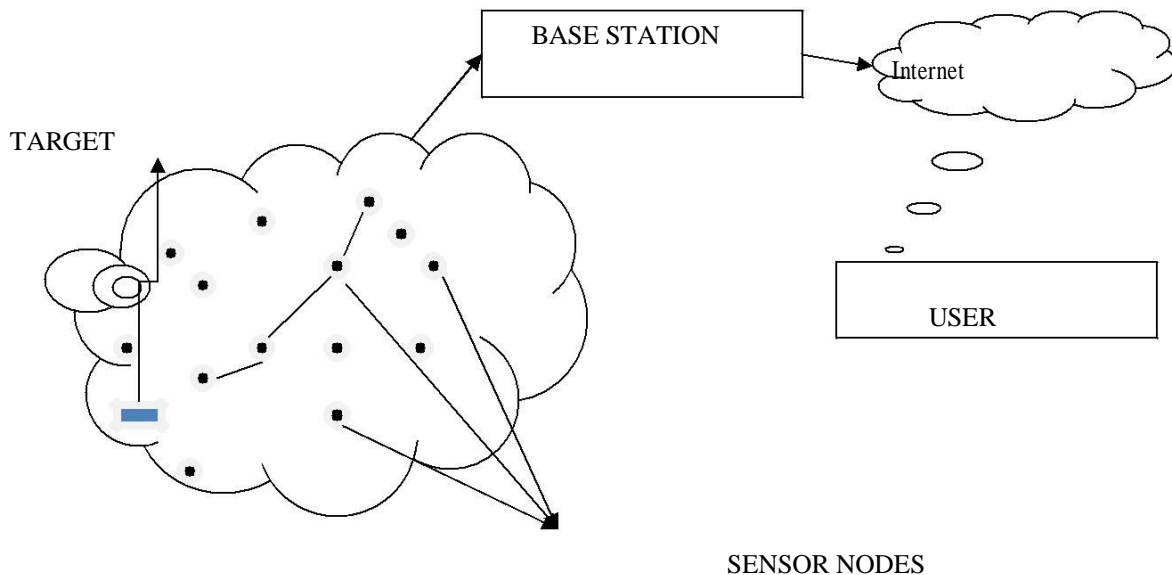 BASE STATION
Internet
TARGET
USER
SENSOR NODES